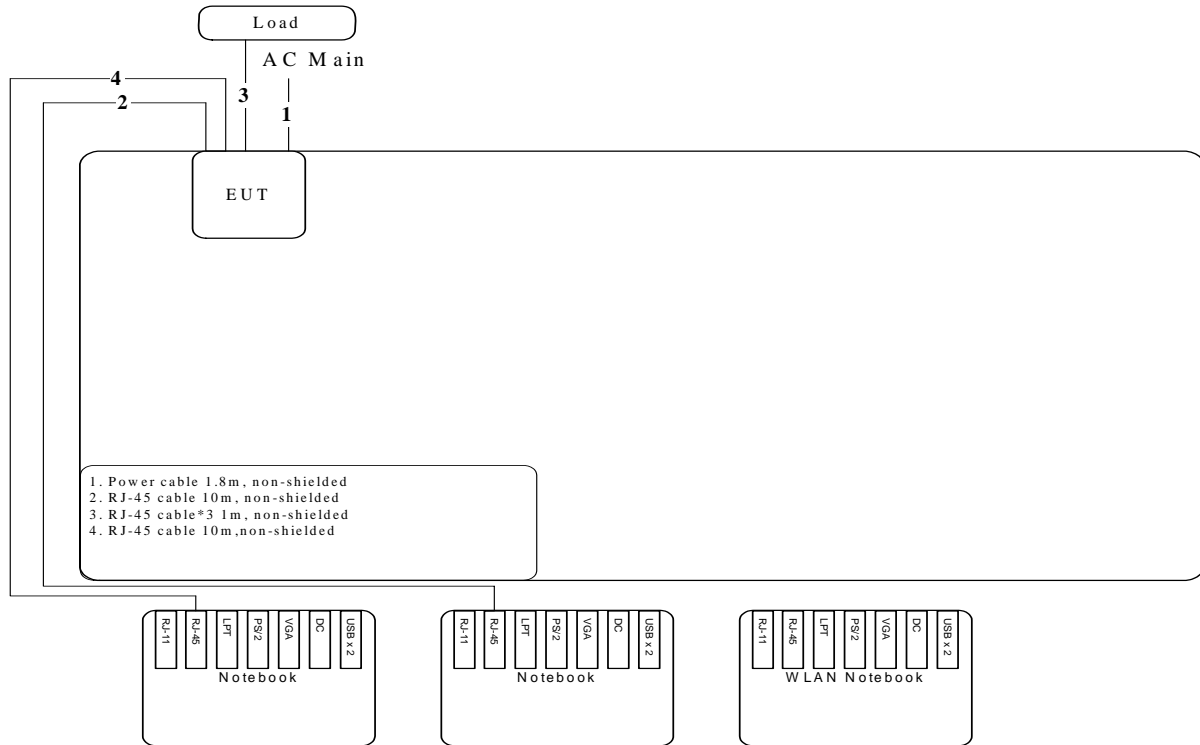 Load
AC Main
4
2
3
1
EUT
1. Power cable 1.8m, non-shielded
2. RJ-45 cable 10m, non-shielded
3. RJ-45 cable*3 1m, non-shielded
4. RJ-45 cable 10m,non-shielded
RJ-11 RJ-45 LPT PS/2 VGA DC USB x 2
Notebook
RJ-11 RJ-45 LPT PS/2 VGA DC USB x 2
Notebook
RJ-11 RJ-45 LPT PS/2 VGA DC USB x 2
WLAN Notebook